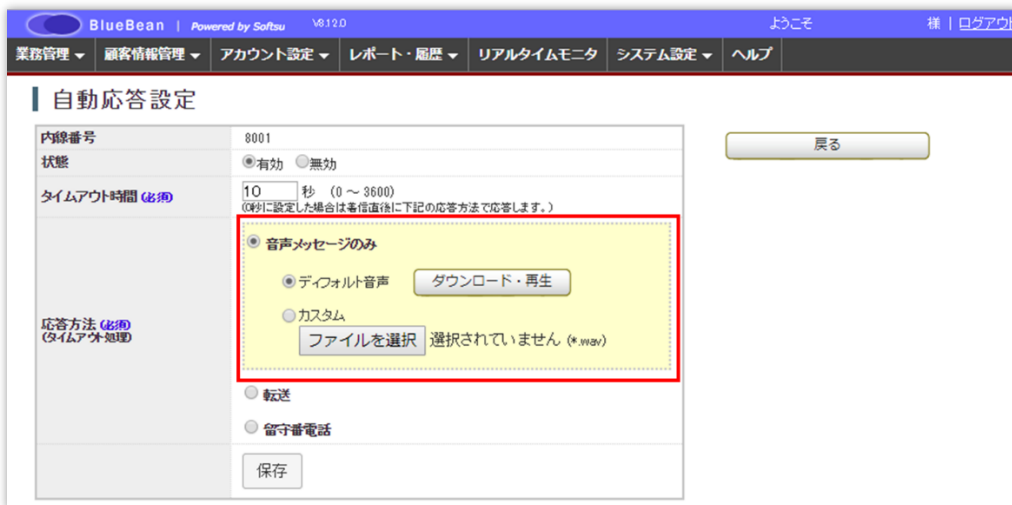 BlueBean | Powered by Softsu V3.12.0 ようこそ 様 | ログアウト
業務管理 顧客情報管理 アカウント設定 レポート・履歴 リアルタイムモニタ システム設定 ヘルプ
自動応答設定
戻る
内線番号 8001
状態 有効 無効
タイムアウト時間 (必須) 10 秒 (0 ~ 3600)
(0秒に設定した場合は着信直後に下記の応答方法で応答します。)
応答方法 (必須)
(タイムアウト処理)
音声メッセージのみ
ディフォルト音声 ダウンロード・再生
カスタム
ファイルを選択 選択されていません (*.wav)
転送
留守番電話
保存